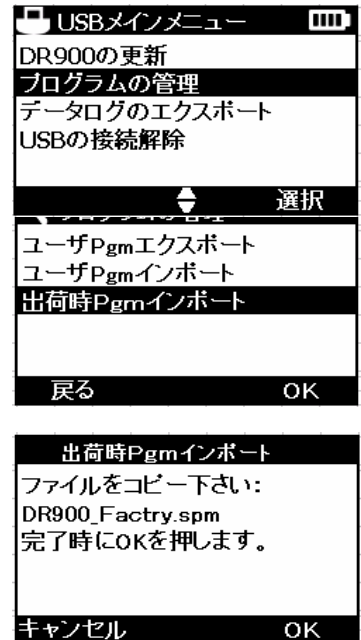 USBメインメニュー
DR900の更新
プログラムの管理
データログのエクスポート
USBの接続解除
選択
ユーザPgmエクスポート
ユーザPgmインポート
出荷時Pgmインポート
戻る OK
出荷時Pgmインポート
ファイルをコピー下さい:
DR900_Factry.spm
完了時にOKを押します。
キャンセル OK